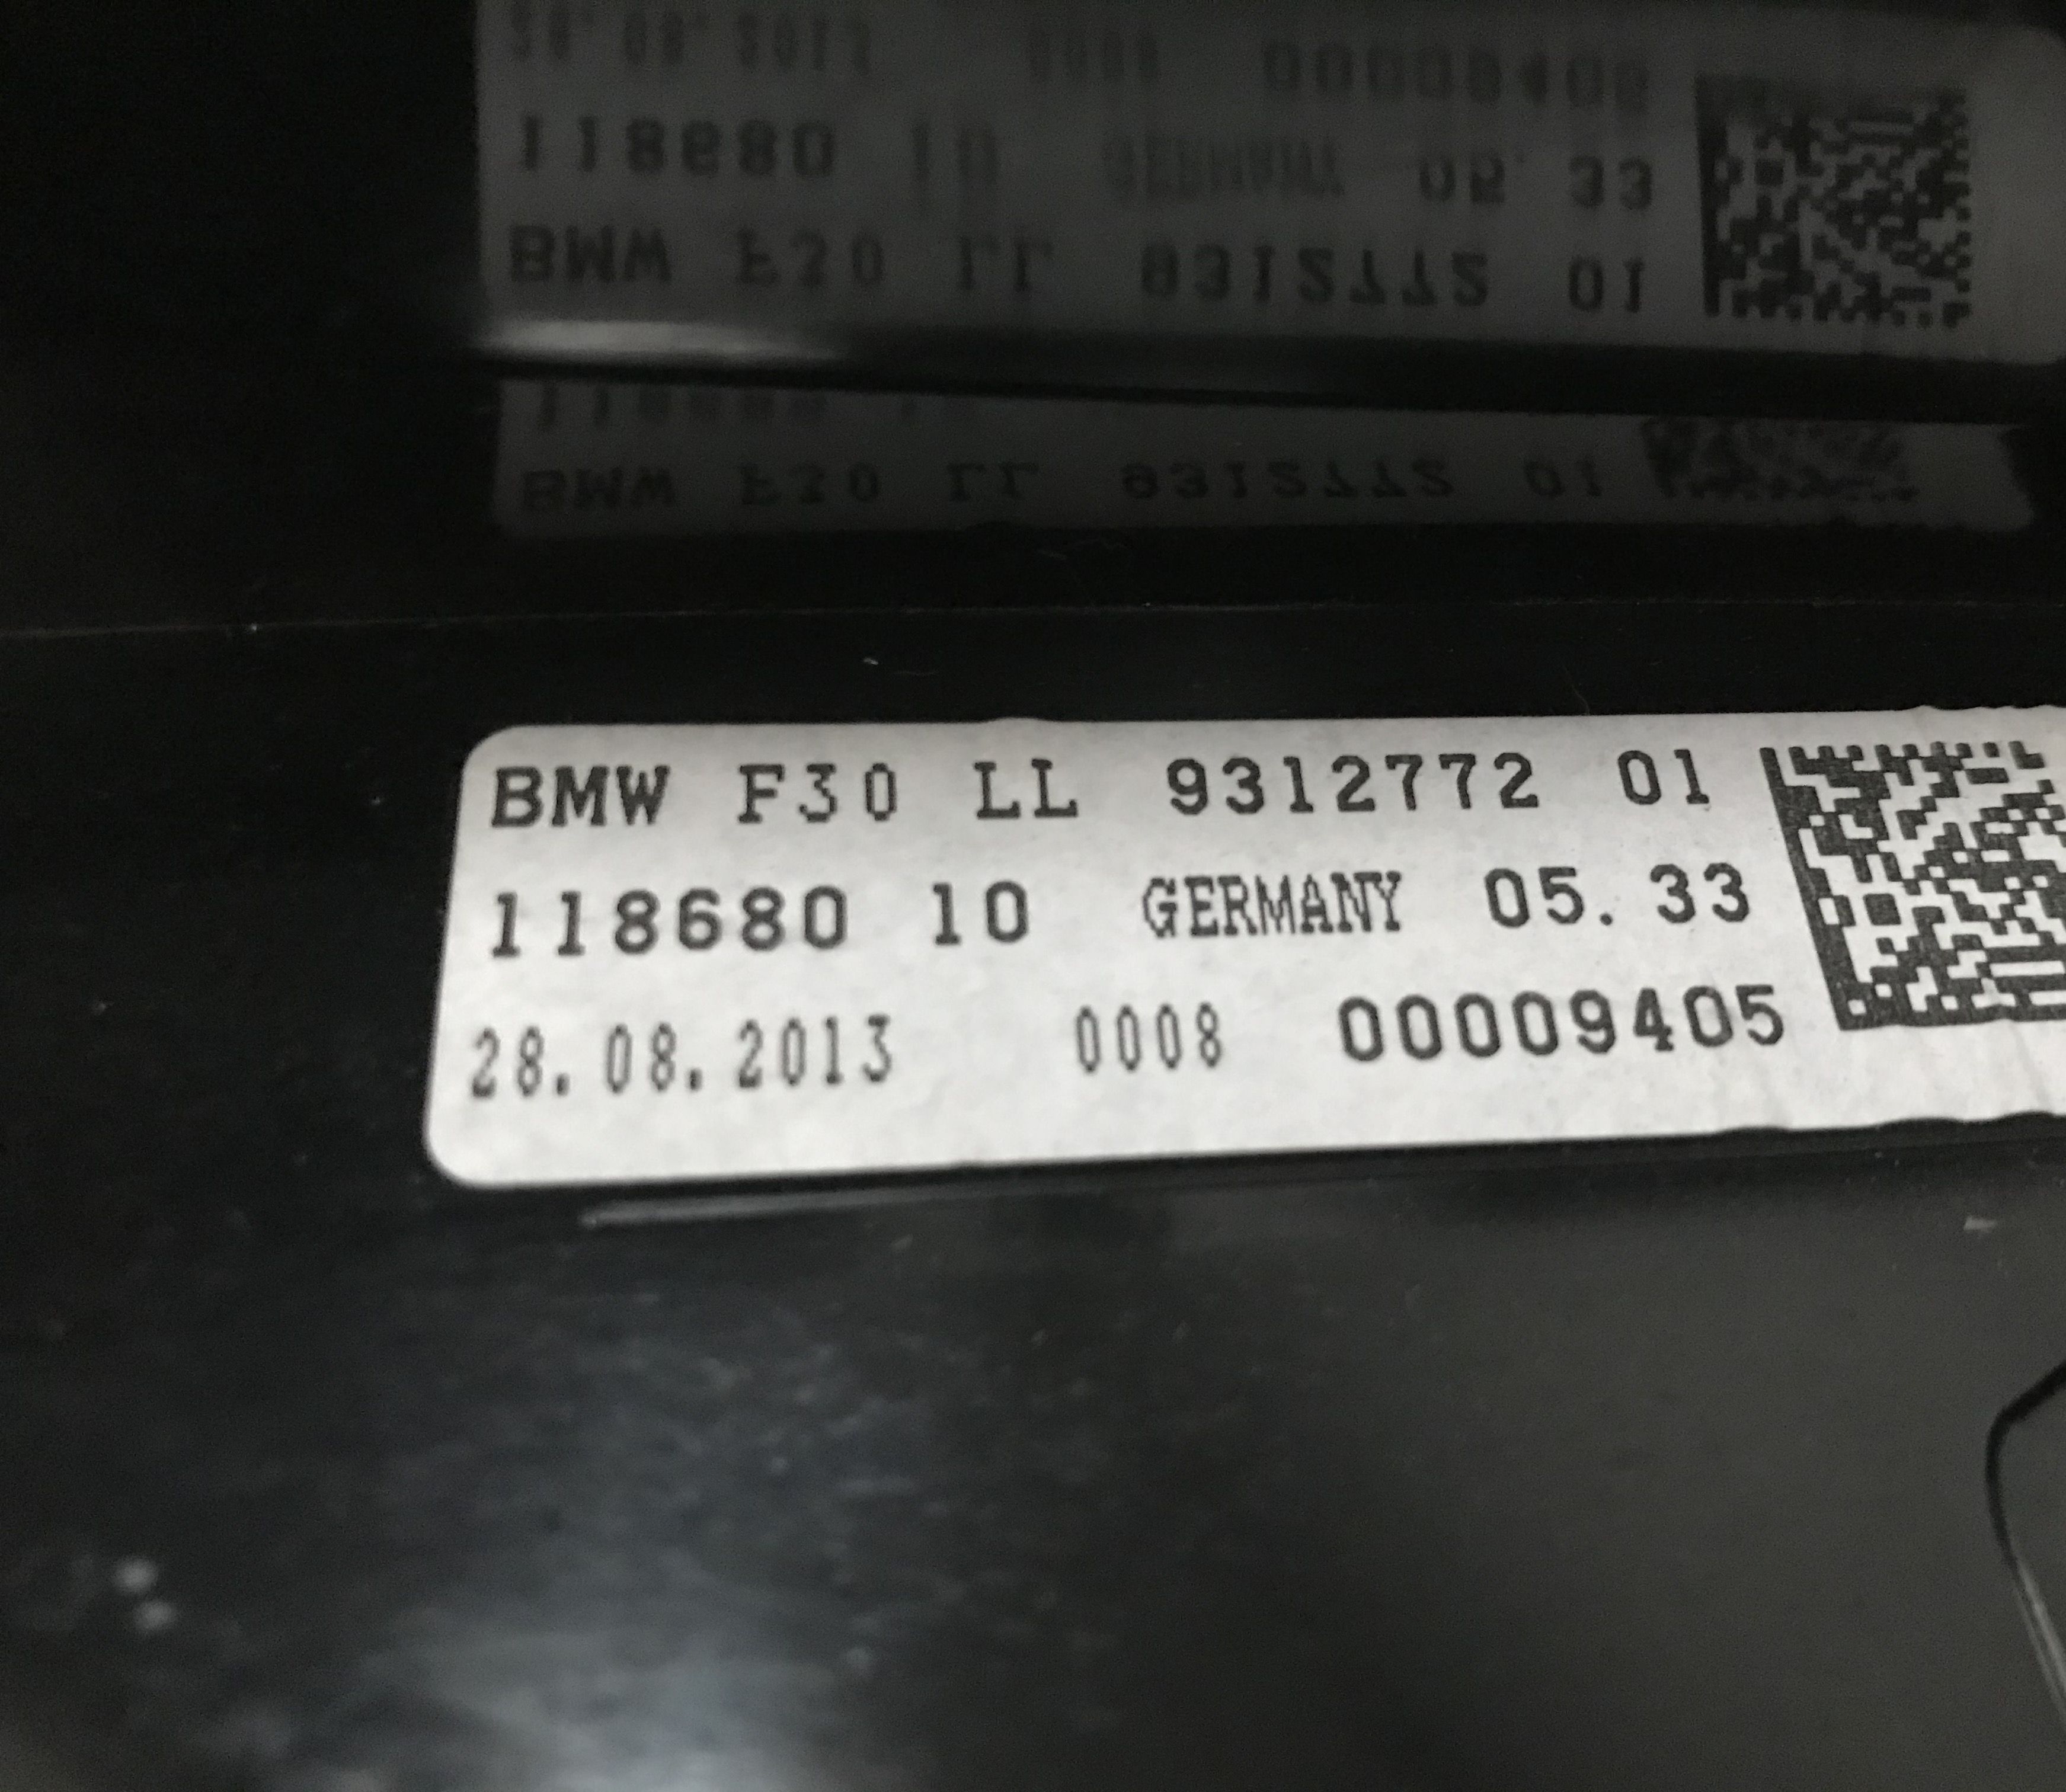 BMW F30 LL 9312772 01
118680 10 GERMANY 05.33
28.08.2013 0008 00009405